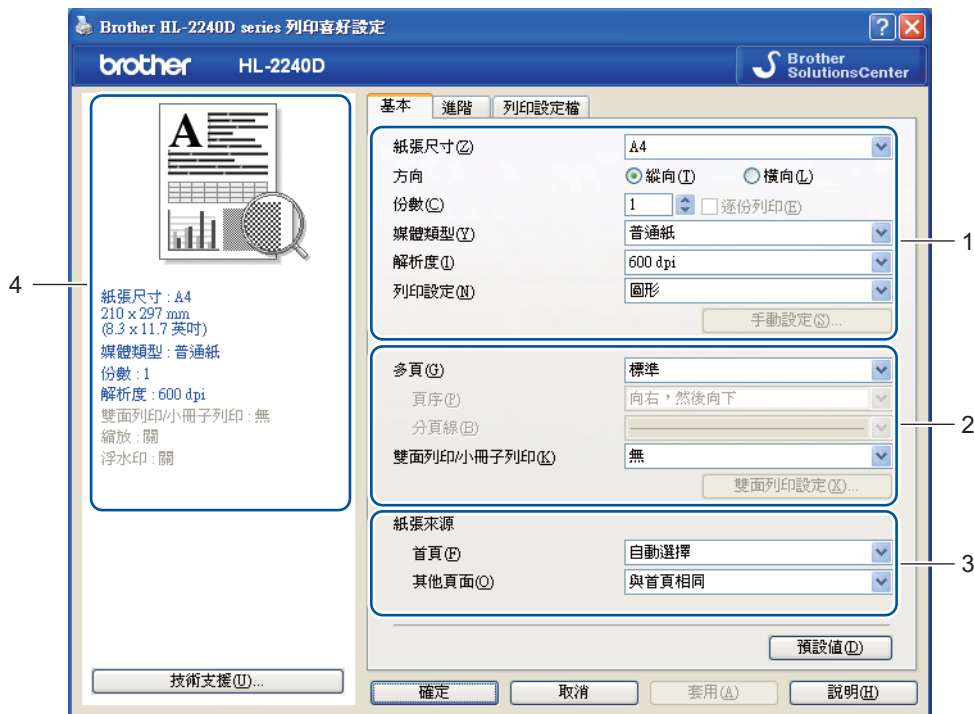 Brother HL-2240D series 列印喜好設定
brother HL-2240D
Brother SolutionsCenter
4
A
紙張尺寸 : A4
210 x 297 mm
(8.3 x 11.7 英吋)
媒體類型 : 普通紙
份數 : 1
解析度 : 600 dpi
雙面列印/小冊子列印 : 無
縮放 : 關
浮水印 : 關
技術支援(U)...
基本 進階 列印設定檔
紙張尺寸(Z) A4
方向 縱向(T) 橫向(L)
份數(C) 1 逐份列印(E)
媒體類型(Y) 普通紙
解析度(I) 600 dpi
列印設定(N) 圖形
手動設定(S)...
1
多頁(G) 標準
頁序(P) 向右，然後向下
分頁線(B)
雙面列印/小冊子列印(K) 無
雙面列印設定(X)...
2
紙張來源
首頁(F) 自動選擇
其他頁面(O) 與首頁相同
3
預設值(D)
確定 取消 套用(A) 說明(H)